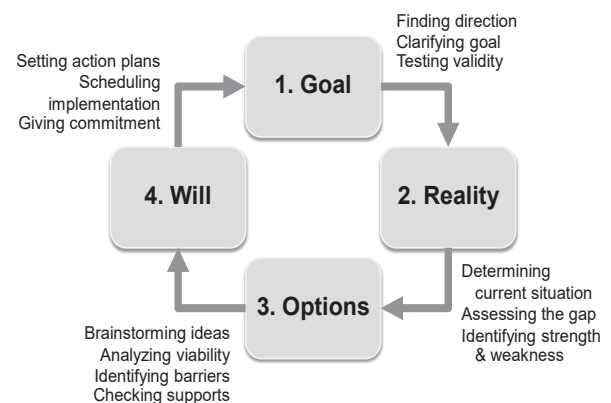 1. Goal
Finding direction
Clarifying goal
Testing validity
2. Reality
Determining
current situation
Assessing the gap
Identifying strength
& weakness
3. Options
Brainstorming ideas
Analyzing viability
Identifying barriers
Checking supports
4. Will
Setting action plans
Scheduling
implementation
Giving commitment